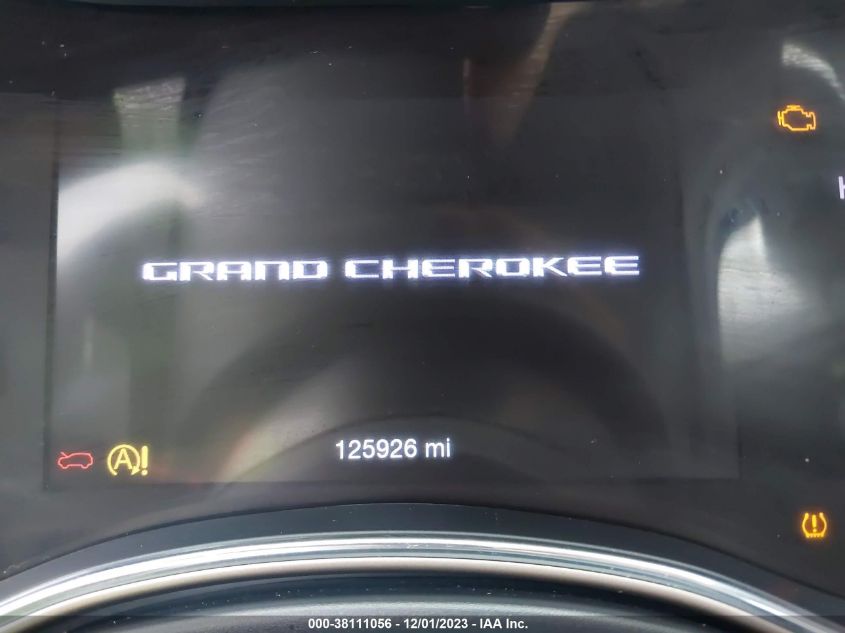 H
GRAND CHEROKEE
125926 mi
A!
000-38111056 - 12/01/2023 - IAA Inc.